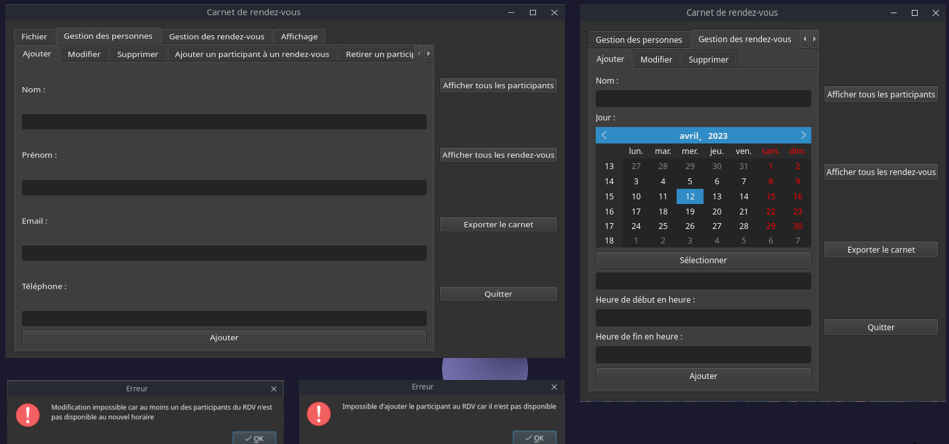 Carnet de rendez-vous
Fichier
Gestion des personnes
Gestion des rendez-vous
Affichage
Ajouter
Modifier
Supprimer
Ajouter un participant à un rendez-vous
Retirer un particip
Nom :
Prénom :
Email :
Téléphone :
Ajouter
Afficher tous les participants
Afficher tous les rendez-vous
Exporter le carnet
Quitter
Carnet de rendez-vous
Gestion des personnes
Gestion des rendez-vous
Ajouter
Modifier
Supprimer
Nom :
Jour :
avril, 2023
lun. mar. mer. jeu. ven. sam. dim.
13 27 28 29 30 31 1 2
14 3 4 5 6 7 8 9
15 10 11 12 13 14 15 16
16 17 18 19 20 21 22 23
17 24 25 26 27 28 29 30
18 1 2 3 4 5 6 7
Sélectionner
Heure de début en heure :
Heure de fin en heure :
Ajouter
Afficher tous les participants
Afficher tous les rendez-vous
Exporter le carnet
Quitter
Erreur
Modification impossible car au moins un des participants du RDV n'est
pas disponible au nouvel horaire
OK
Erreur
Impossible d'ajouter le participant au RDV car il n'est pas disponible
OK